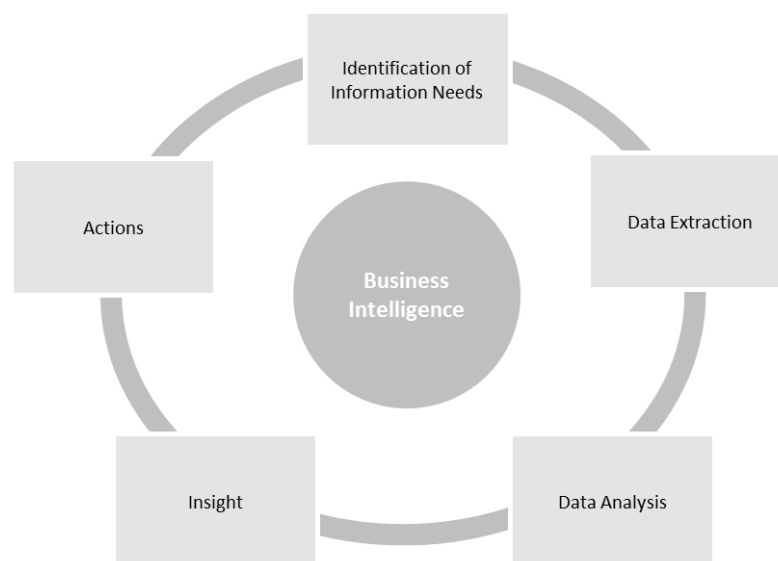 Identification of
Information Needs
Actions
Data Extraction
Business
Intelligence
Insight
Data Analysis